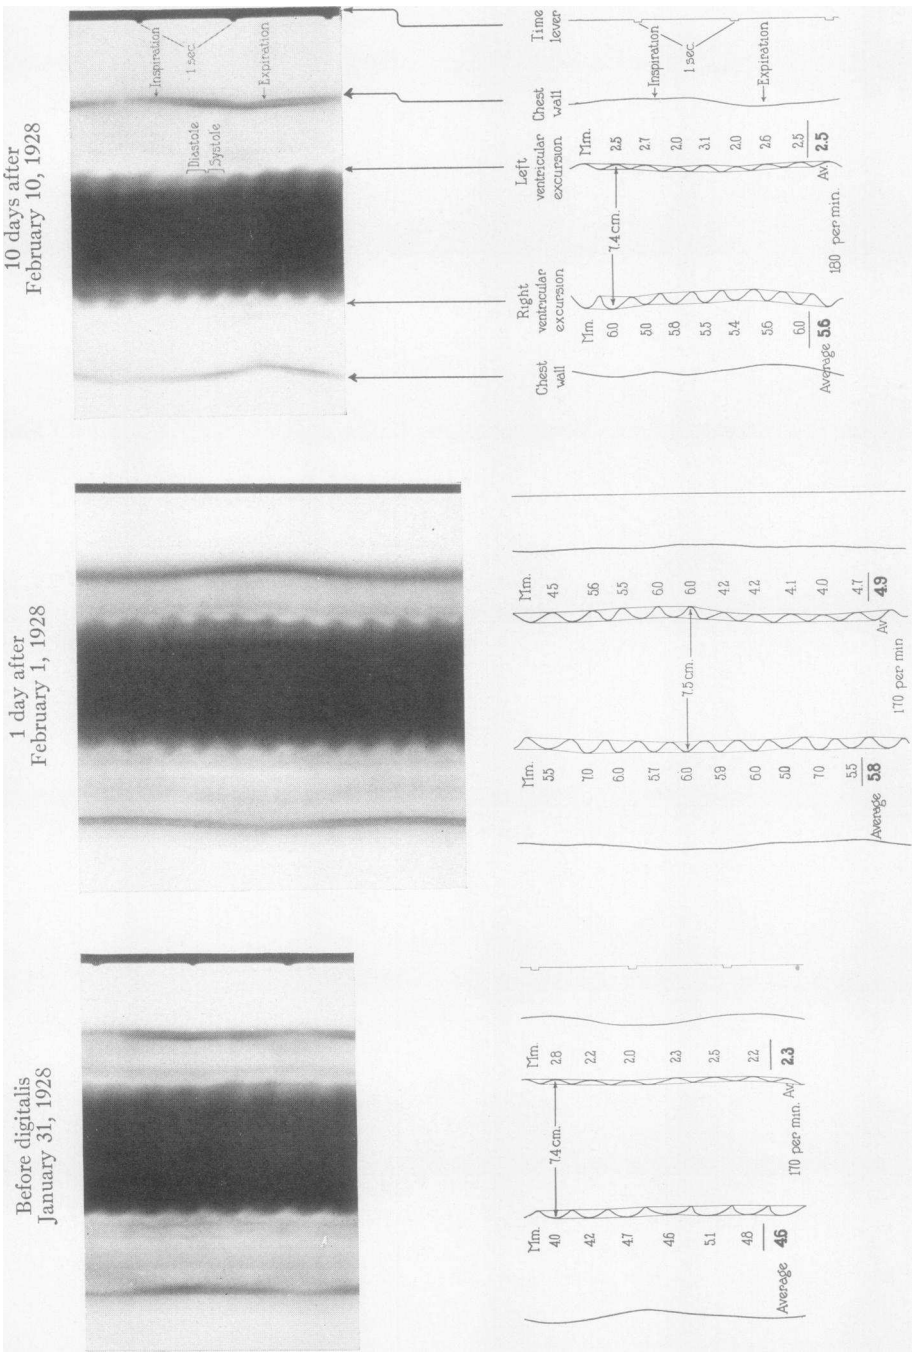 Before digitalis
January 31, 1928
1 day after
February 1, 1928
10 days after
February 10, 1928
Inspiration
1 sec.
Expiration
Diastole
Systole
Time
lever
Chest
wall
Left
ventricular
excursion
Right
ventricular
excursion
Chest
wall
Inspiration
1 sec.
Expiration
Mm. 2.5 2.7 2.0 3.1 2.0 2.6 2.5 2.5
Av.
7.4 cm.
180 per min.
Mm. 6.0 5.0 5.8 5.5 5.4 5.6 6.0
Average 5.6
Mm. 4.5 5.6 5.5 6.0 6.0 4.2 4.2 4.1 4.0 4.7 4.9
Av.
7.5 cm.
170 per min
Mm. 5.5 7.0 6.0 5.7 6.0 5.9 6.0 5.0 7.0 5.5 5.8
Average
Mm. 2.8 2.2 2.0 2.3 2.5 2.2 2.3
Av.
7.4 cm.
170 per min.
Mm. 4.0 4.2 4.7 4.6 5.1 4.8 4.6
Average